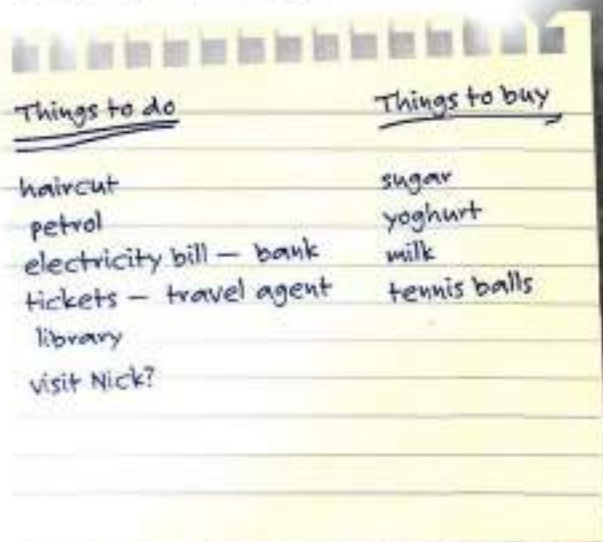 Things to do
haircut
petrol
electricity bill — bank
tickets — travel agent
library
visit Nick?
Things to buy
sugar
yoghurt
milk
tennis balls